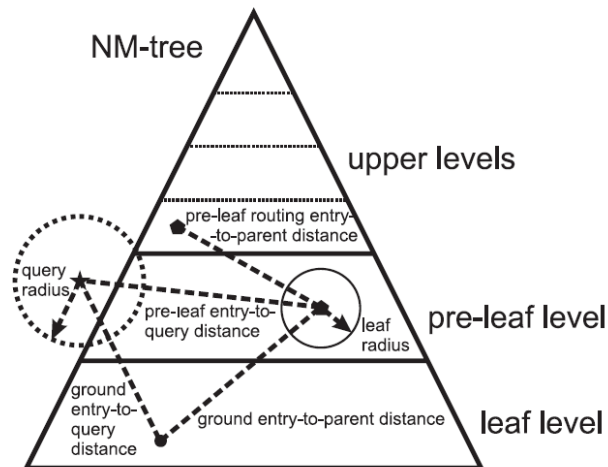 NM-tree
upper levels
pre-leaf routing entry-
-to-parent distance
query
radius
pre-leaf entry-to-
query distance
leaf
radius
pre-leaf level
ground
entry-to-
query
distance
ground entry-to-parent distance
leaf level